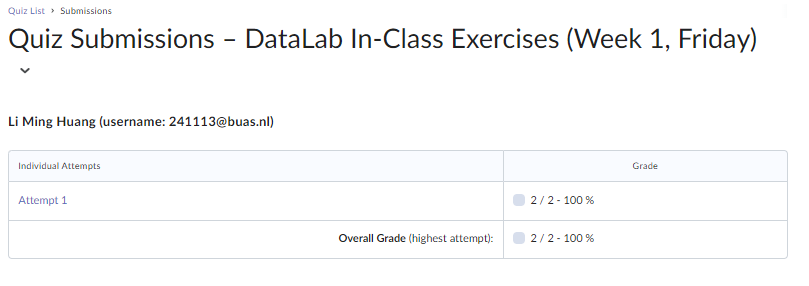 Quiz List › Submissions
Quiz Submissions – DataLab In-Class Exercises (Week 1, Friday)
Li Ming Huang (username: 241113@buas.nl)
Individual Attempts Grade
Attempt 1 2 / 2 - 100 %
Overall Grade (highest attempt): 2 / 2 - 100 %